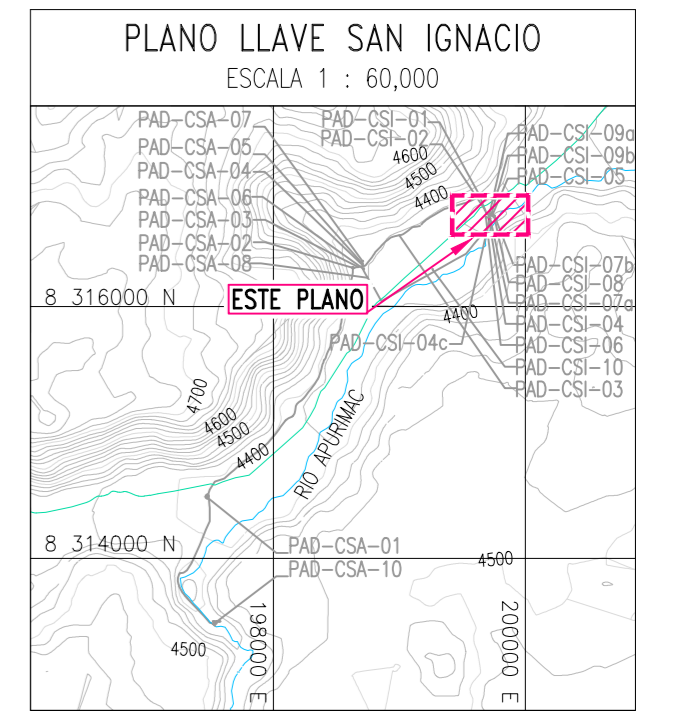 PLANO LLAVE SAN IGNACIO
ESCALA 1 : 60,000
PAD-CSA-07
PAD-CSA-05
PAD-CSA-04
PAD-CSA-06
PAD-CSA-03
PAD-CSA-02
PAD-CSA-08
PAD-CSI-01
PAD-CSI-02
4600
4500
4400
PAD-CSI-09a
PAD-CSI-09b
PAD-CSI-05
PAD-CSI-07b
PAD-CSI-08
PAD-CSI-07a
PAD-CSI-04
PAD-CSI-06
PAD-CSI-10
PAD-CSI-03
8 316000 N
ESTE PLANO
4400
PAD-CSI-04c
4700
4600
4500
4400
RIO APURIMAC
8 314000 N
PAD-CSA-01
PAD-CSA-10
4500
4500
198000 E
200000 E